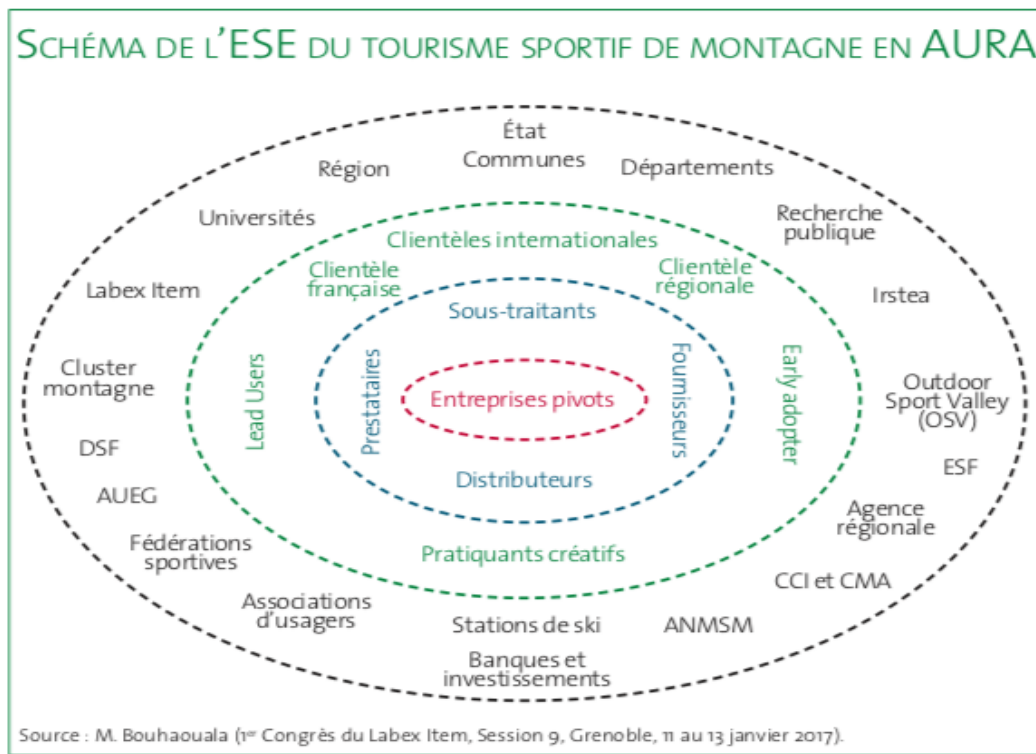 SCHÉMA DE L'ESE DU TOURISME SPORTIF DE MONTAGNE EN AURA
État
Communes
Région
Départements
Universités
Recherche
publique
Clientèles internationales
Clientèle
française
Clientèle
régionale
Labex Item
Irstea
Sous-traitants
Cluster
montagne
Lead Users
Prestataires
Entreprises pivots
Fournisseurs
Early adopter
Outdoor
Sport Valley
(OSV)
DSF
ESF
Distributeurs
AUEG
Agence
régionale
Fédérations
sportives
Pratiquants créatifs
CCI et CMA
Associations
d'usagers
Stations de ski
ANMSM
Banques et
investissements
Source : M. Bouhaouala (1er Congrès du Labex Item, Session 9, Grenoble, 11 au 13 janvier 2017).